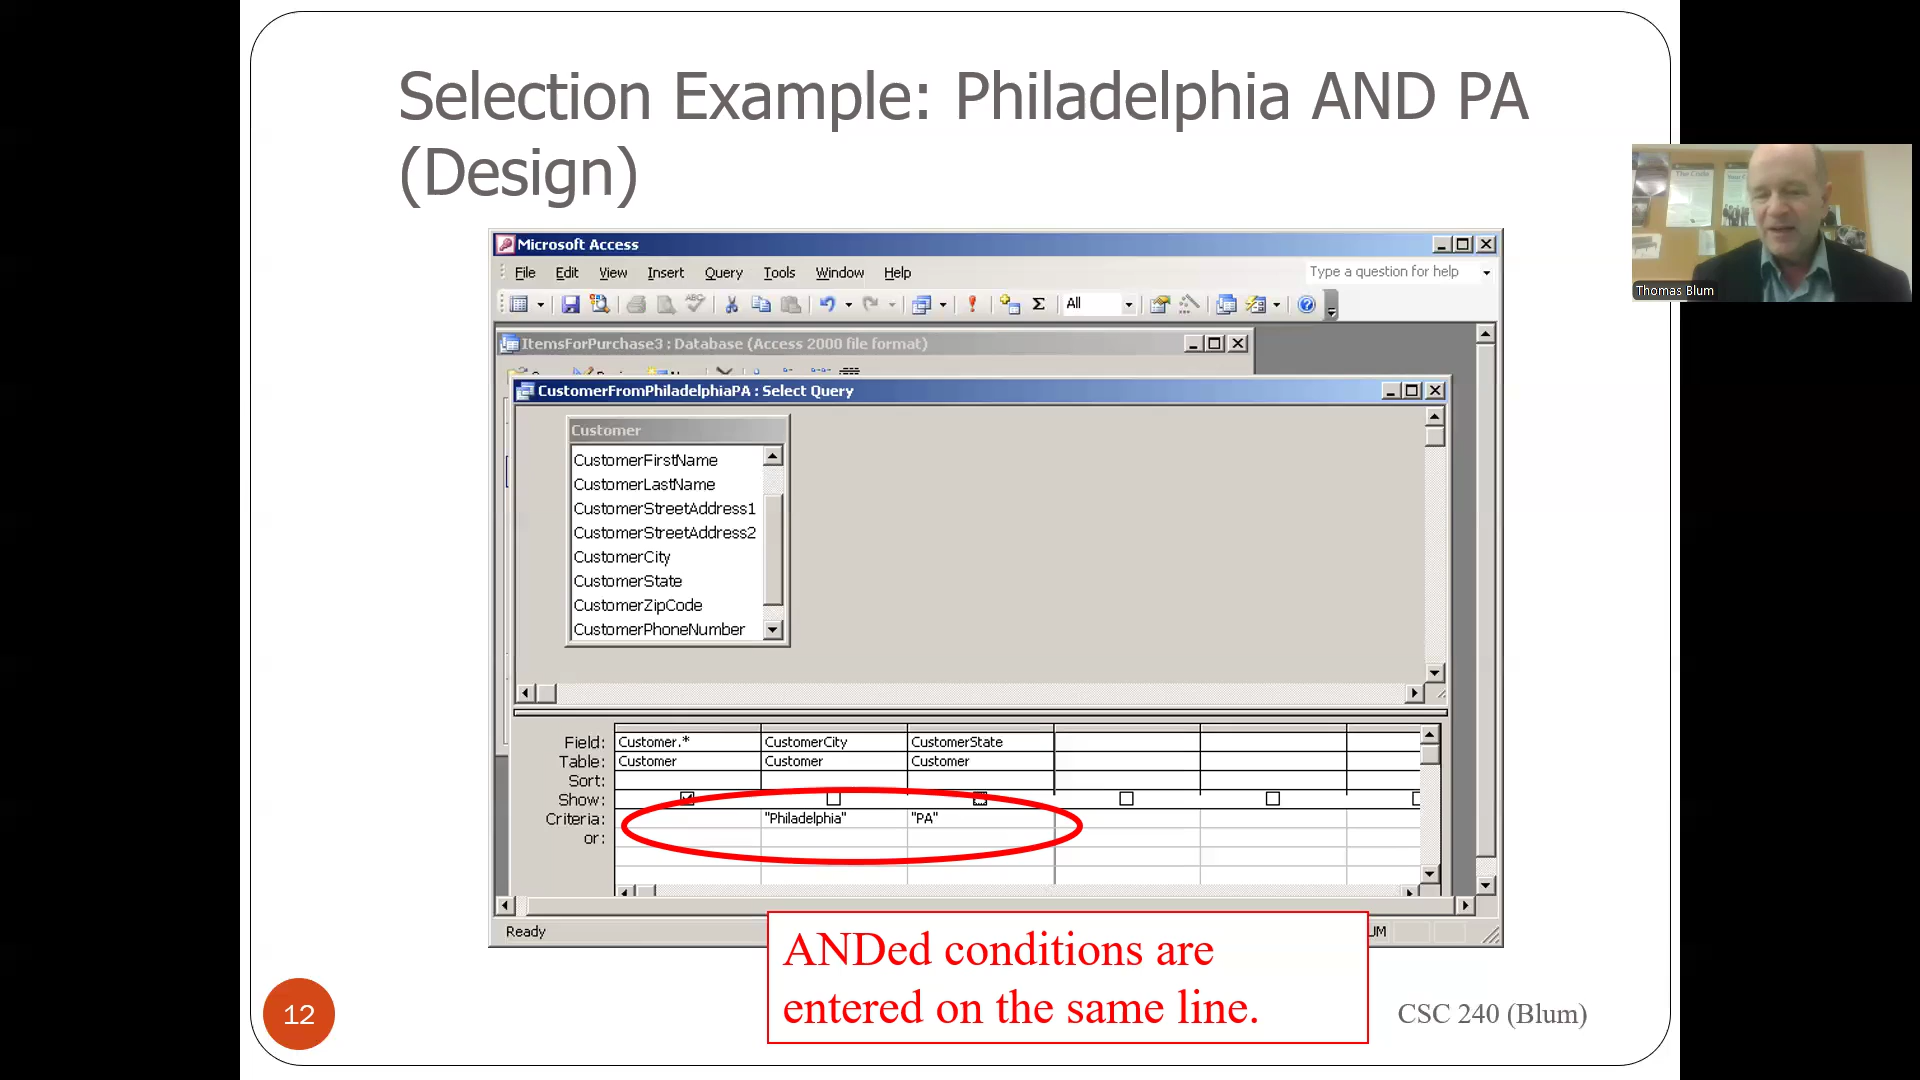 Selection Example: Philadelphia AND PA
(Design)
The Code
Thomas Blum
Microsoft Access
File Edit View Insert Query Tools Window Help
Type a question for help
All
ItemsForPurchase3 : Database (Access 2000 file format)
CustomerFromPhiladelphiaPA : Select Query
Customer
CustomerFirstName
CustomerLastName
CustomerStreetAddress1
CustomerStreetAddress2
CustomerCity
CustomerState
CustomerZipCode
CustomerPhoneNumber
Field: Customer.* CustomerCity CustomerState
Table: Customer Customer Customer
Sort:
Show:
Criteria: "Philadelphia" "PA"
or:
Ready
ANDed conditions are
entered on the same line.
12
CSC 240 (Blum)